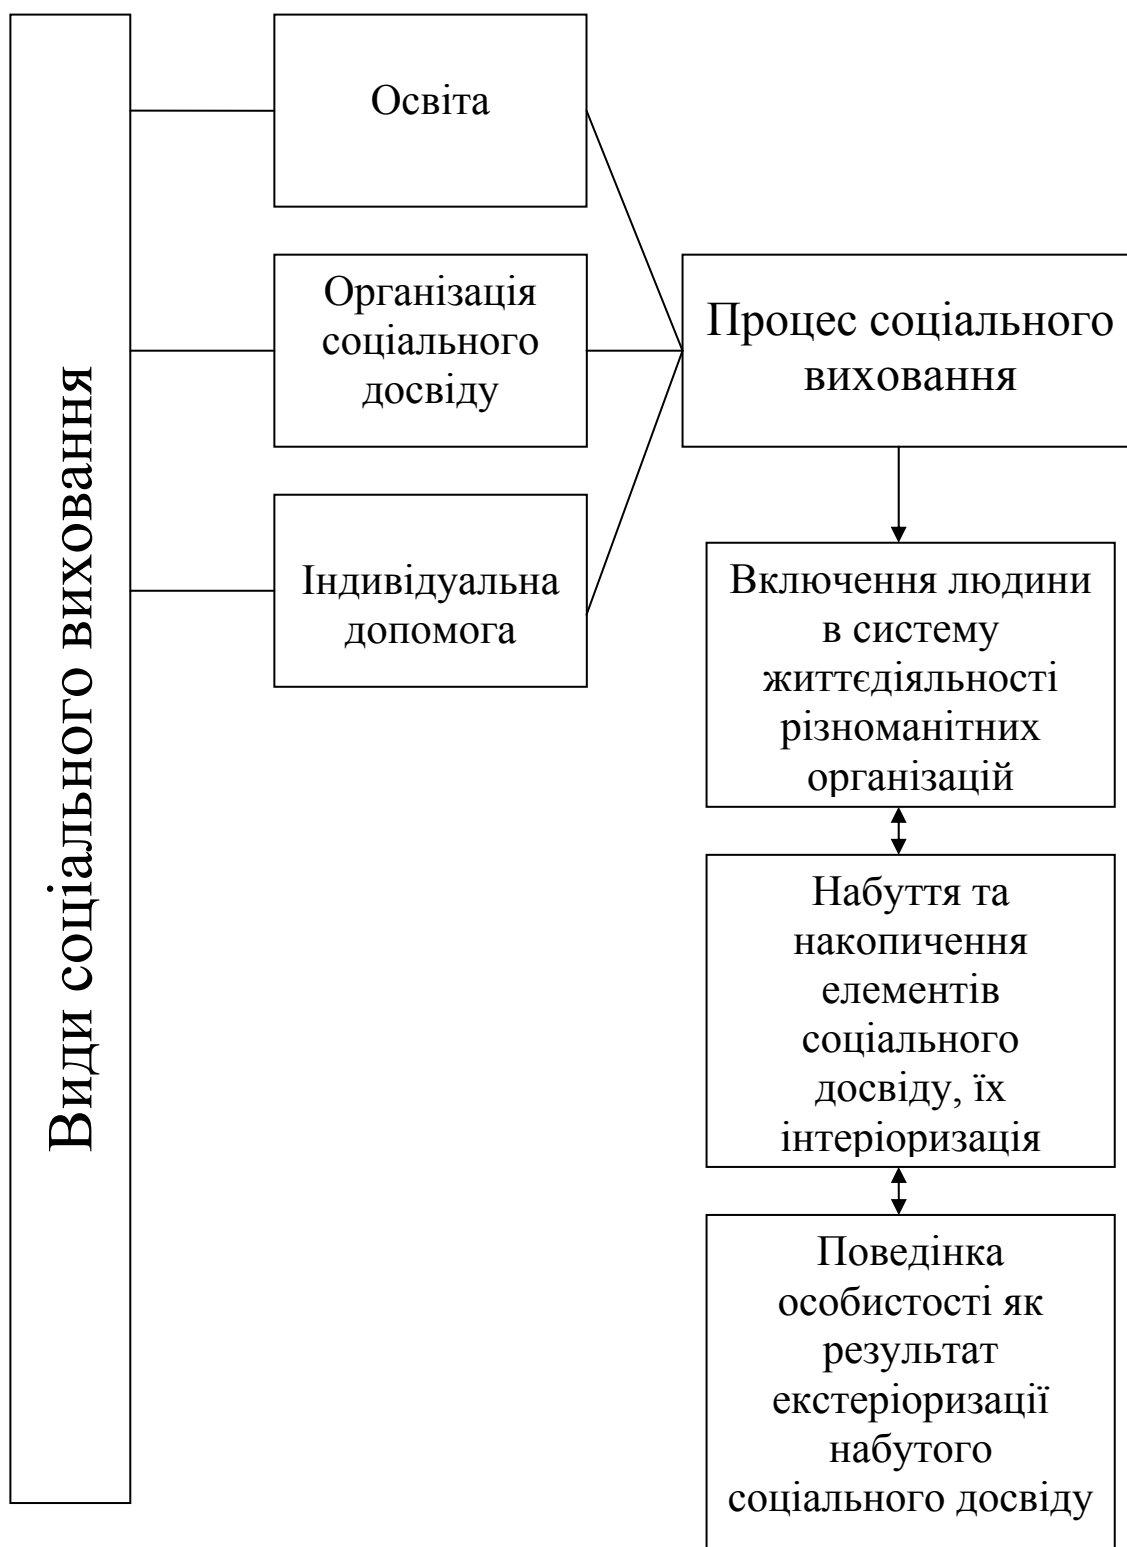 Види соціального виховання
Освіта
Організація
соціального
досвіду
Індивідуальна
допомога
Процес соціального
виховання
Включення людини
в систему
життєдіяльності
різноманітних
організацій
Набуття та
накопичення
елементів
соціального
досвіду, їх
інтеріоризація
Поведінка
особистості як
результат
екстеріоризації
набутого
соціального досвіду